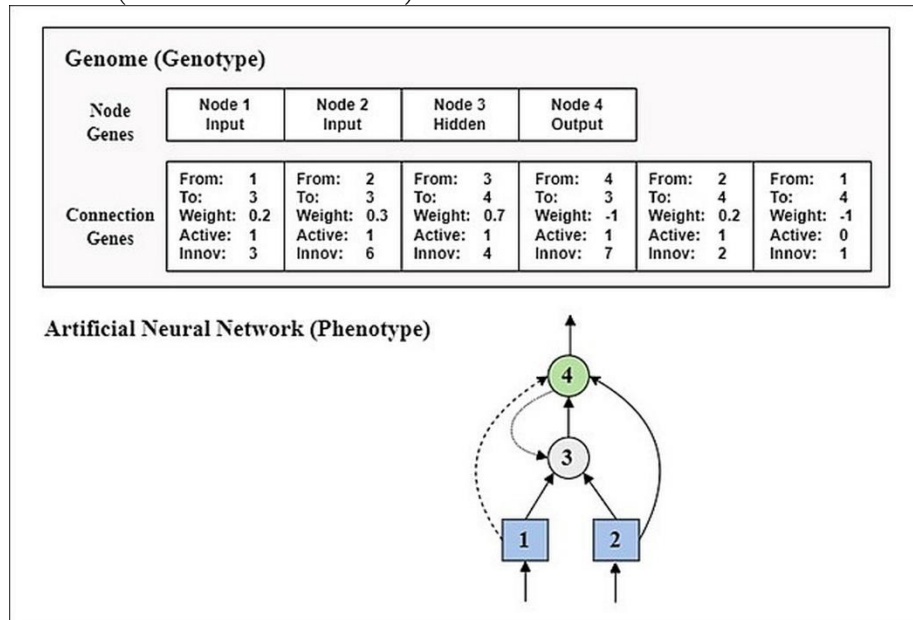 Genome (Genotype)
Node Genes
Node 1 Input
Node 2 Input
Node 3 Hidden
Node 4 Output
Connection Genes
From: 1
To: 3
Weight: 0.2
Active: 1
Innov: 3
From: 2
To: 3
Weight: 0.3
Active: 1
Innov: 6
From: 3
To: 4
Weight: 0.7
Active: 1
Innov: 4
From: 4
To: 3
Weight: -1
Active: 1
Innov: 7
From: 2
To: 4
Weight: 0.2
Active: 1
Innov: 2
From: 1
To: 4
Weight: -1
Active: 0
Innov: 1
Artificial Neural Network (Phenotype)
4
3
1
2